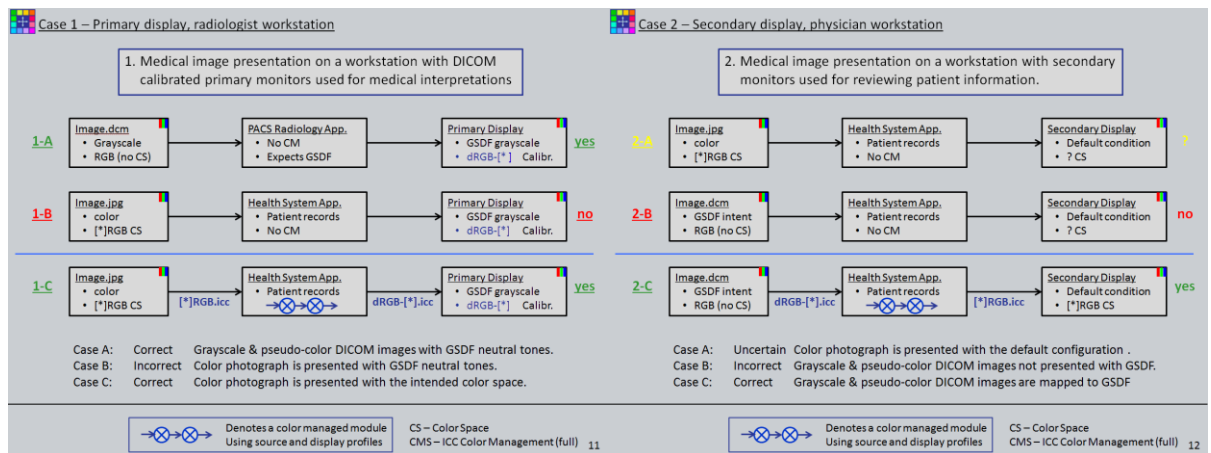 Case 1 – Primary display, radiologist workstation
1. Medical image presentation on a workstation with DICOM
calibrated primary monitors used for medical interpretations
1-A
Image.dcm
• Grayscale
• RGB (no CS)
PACS Radiology App.
• No CM
• Expects GSDF
Primary Display
• GSDF grayscale
• dRGB-[*] Calibr.
yes
1-B
Image.jpg
• color
• [*]RGB CS
Health System App.
• Patient records
• No CM
Primary Display
• GSDF grayscale
• dRGB-[*] Calibr.
no
1-C
Image.jpg
• color
• [*]RGB CS
[*]RGB.icc
Health System App.
• Patient records
dRGB-[*].icc
Primary Display
• GSDF grayscale
• dRGB-[*] Calibr.
yes
Case A: Correct Grayscale & pseudo-color DICOM images with GSDF neutral tones.
Case B: Incorrect Color photograph is presented with GSDF neutral tones.
Case C: Correct Color photograph is presented with the intended color space.
Denotes a color managed module
Using source and display profiles
CS – Color Space
CMS – ICC Color Management (full)
11
Case 2 – Secondary display, physician workstation
2. Medical image presentation on a workstation with secondary
monitors used for reviewing patient information.
2-A
Image.jpg
• color
• [*]RGB CS
Health System App.
• Patient records
• No CM
Secondary Display
• Default condition
• ? CS
?
2-B
Image.dcm
• GSDF intent
• RGB (no CS)
Health System App.
• Patient records
• No CM
Secondary Display
• Default condition
• ? CS
no
2-C
Image.dcm
• GSDF intent
• RGB (no CS)
dRGB-[*].icc
Health System App.
• Patient records
[*]RGB.icc
Secondary Display
• Default condition
• [*]RGB CS
yes
Case A: Uncertain Color photograph is presented with the default configuration .
Case B: Incorrect Grayscale & pseudo-color DICOM images not presented with GSDF.
Case C: Correct Grayscale & pseudo-color DICOM images are mapped to GSDF
Denotes a color managed module
Using source and display profiles
CS – Color Space
CMS – ICC Color Management (full)
12